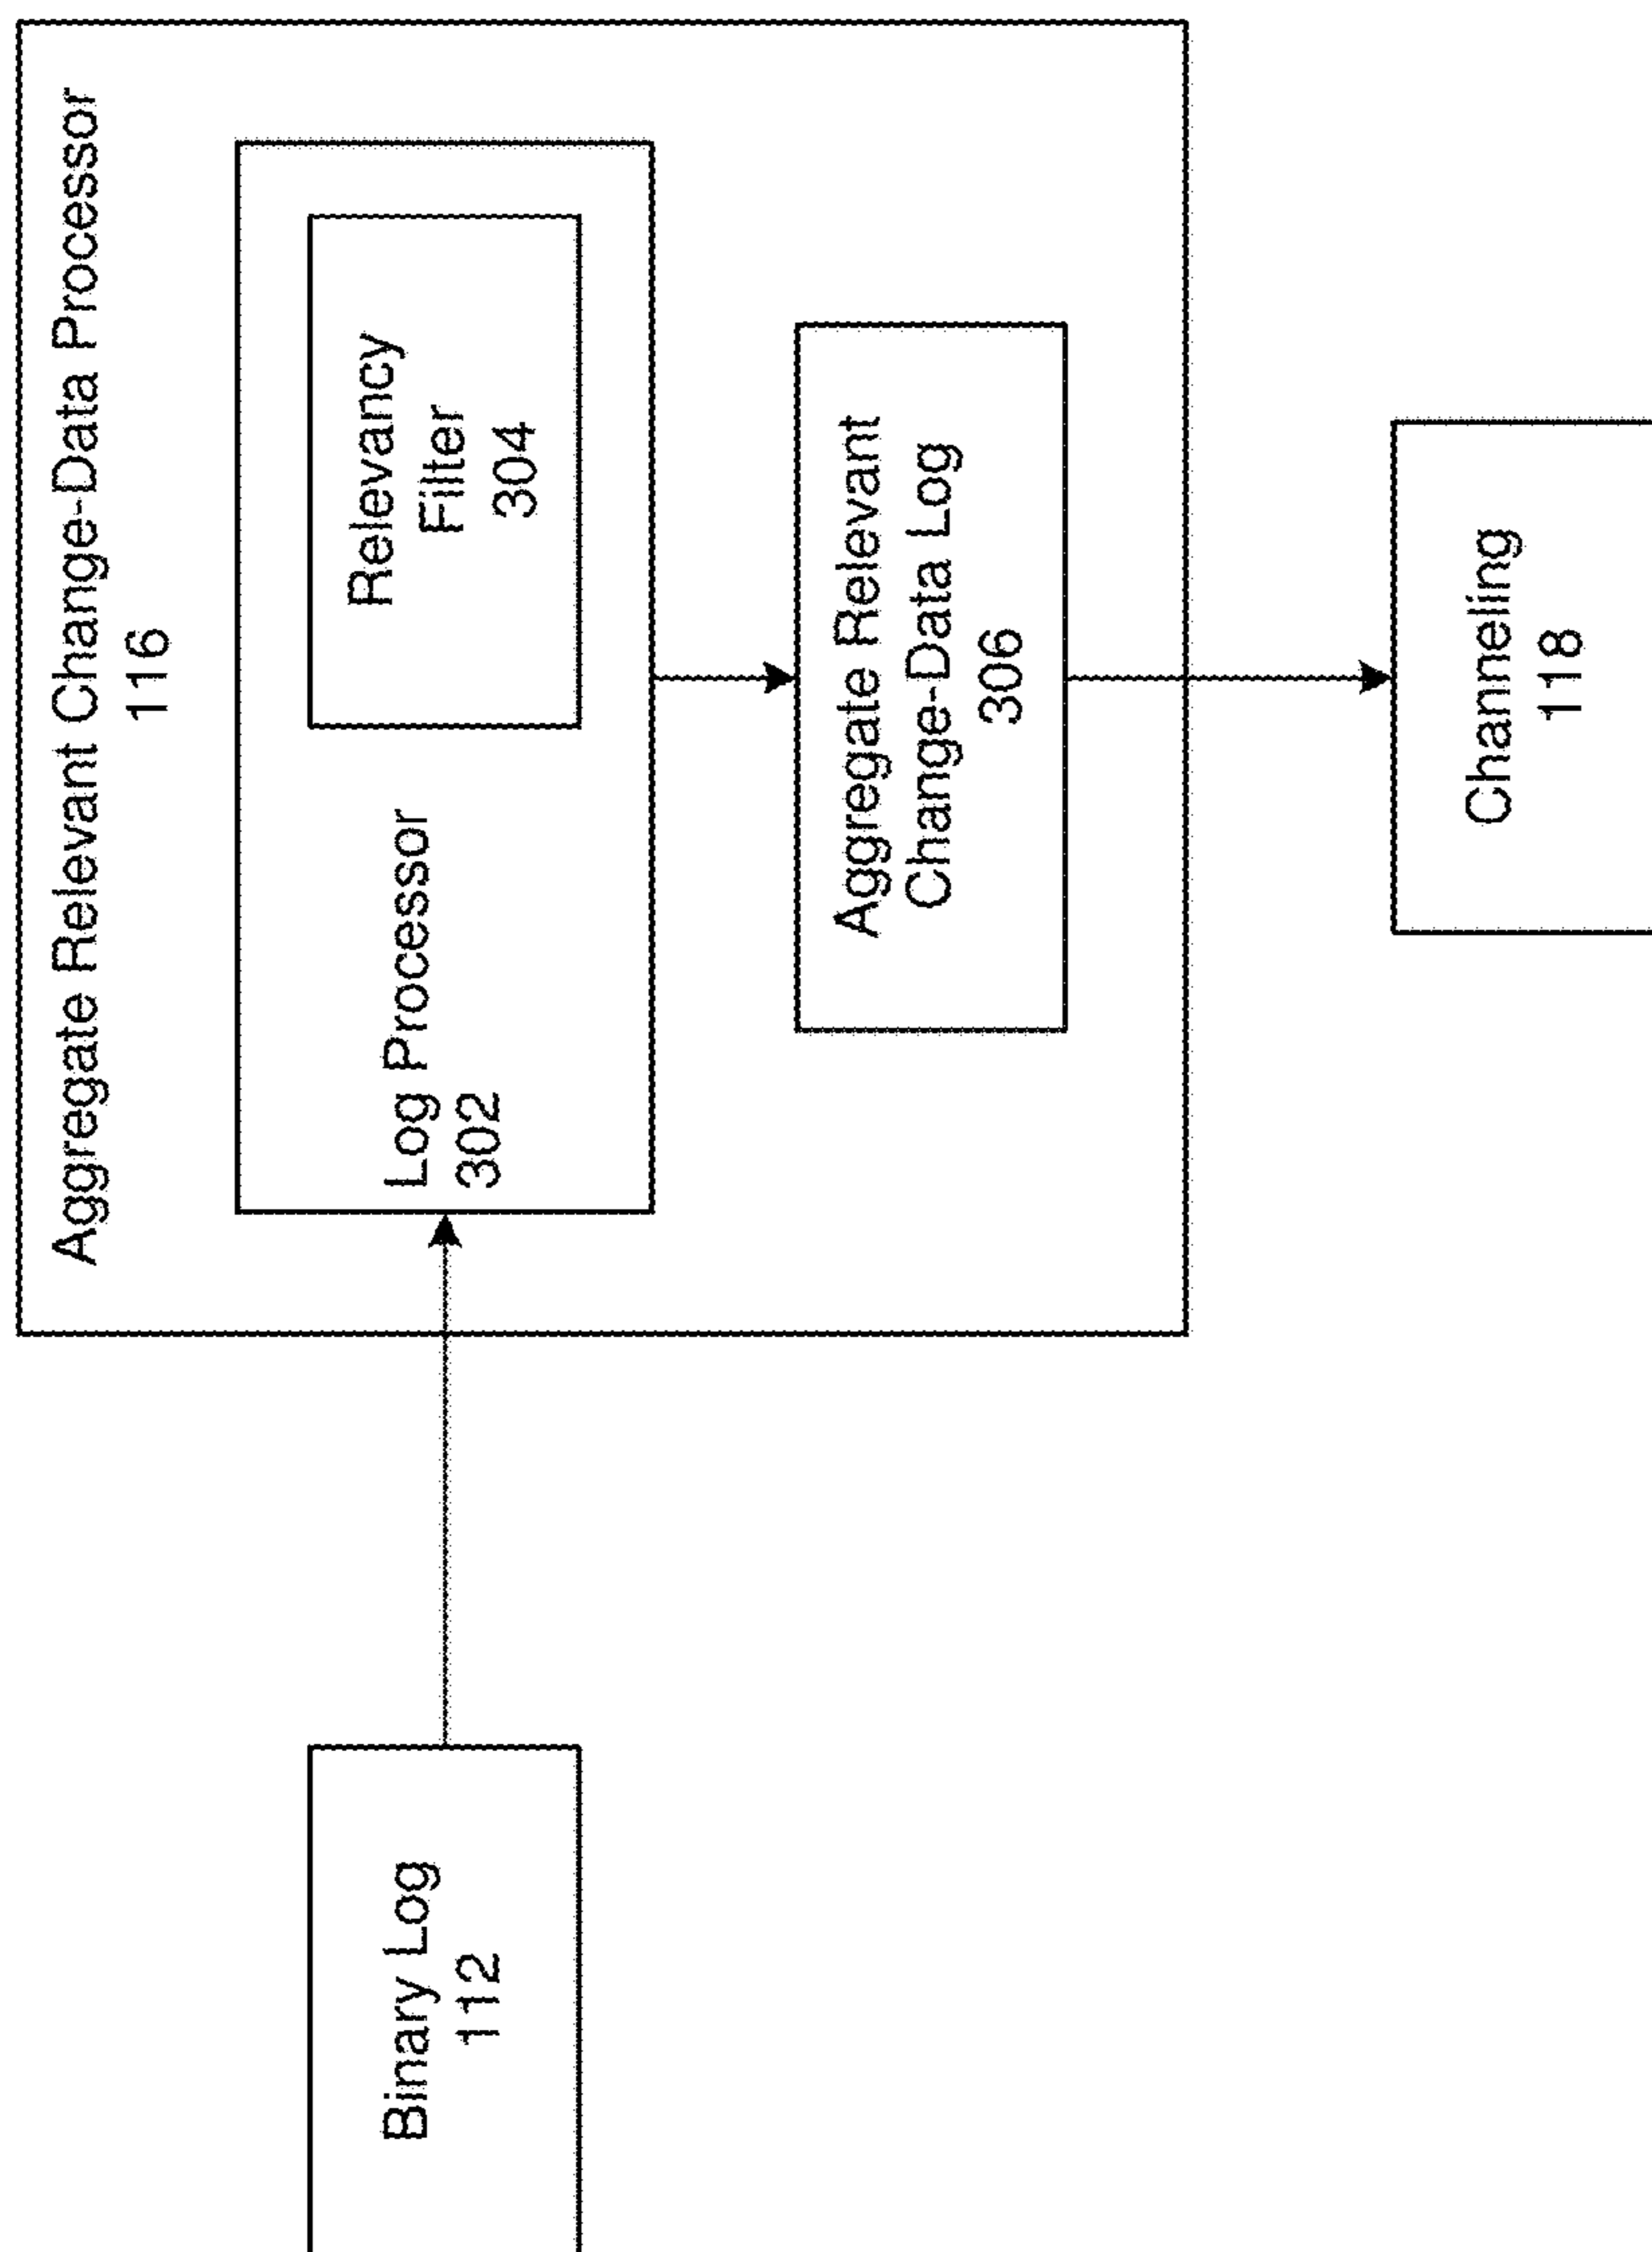 Aggregate Relevant Change-Data Processor
116
Binary Log
112
Log Processor
302
Relevancy
Filter
304
Aggregate Relevant
Change-Data Log
306
Channeling
118